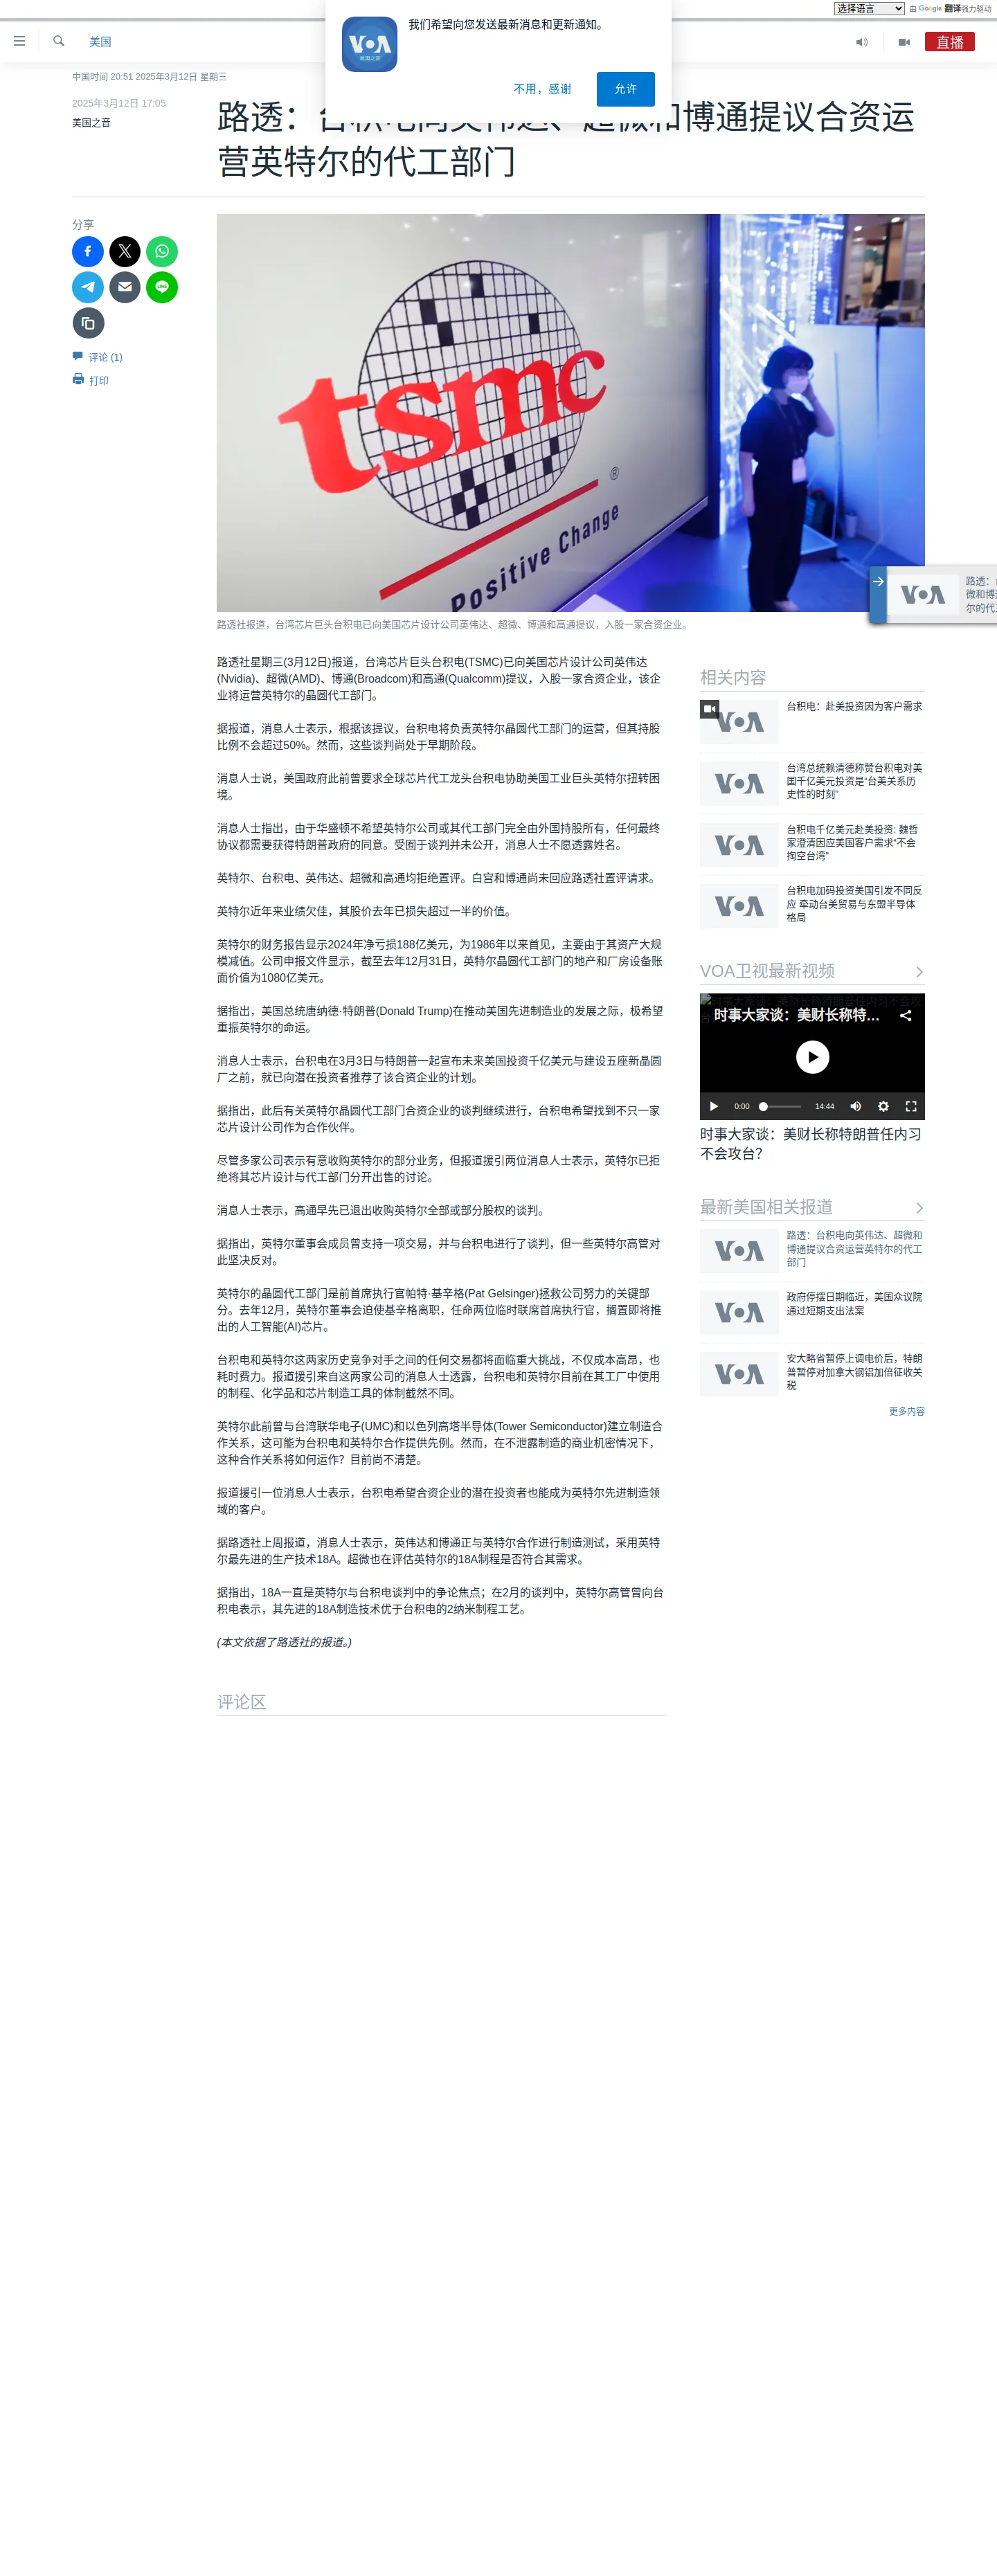 选择语言
由 Google 翻译强力驱动
美国
我们希望向您发送最新消息和更新通知。
VOA
美国之音
不用，感谢
允许
直播
中国时间 20:51 2025年3月12日 星期三
2025年3月12日 17:05
美国之音
路透：台积电向英伟达、超微和博通提议合资运
营英特尔的代工部门
分享
评论 (1)
打印
tsmc
®
Positive Change
路透社报道，台湾芯片巨头台积电已向美国芯片设计公司英伟达、超微、博通和高通提议，入股一家合资企业。
VOA
路透：
微和博
尔的代
路透社星期三(3月12日)报道，台湾芯片巨头台积电(TSMC)已向美国芯片设计公司英伟达
(Nvidia)、超微(AMD)、博通(Broadcom)和高通(Qualcomm)提议，入股一家合资企业，该企
业将运营英特尔的晶圆代工部门。
据报道，消息人士表示，根据该提议，台积电将负责英特尔晶圆代工部门的运营，但其持股
比例不会超过50%。然而，这些谈判尚处于早期阶段。
消息人士说，美国政府此前曾要求全球芯片代工龙头台积电协助美国工业巨头英特尔扭转困
境。
消息人士指出，由于华盛顿不希望英特尔公司或其代工部门完全由外国持股所有，任何最终
协议都需要获得特朗普政府的同意。受囿于谈判并未公开，消息人士不愿透露姓名。
英特尔、台积电、英伟达、超微和高通均拒绝置评。白宫和博通尚未回应路透社置评请求。
英特尔近年来业绩欠佳，其股价去年已损失超过一半的价值。
英特尔的财务报告显示2024年净亏损188亿美元，为1986年以来首见，主要由于其资产大规
模减值。公司申报文件显示，截至去年12月31日，英特尔晶圆代工部门的地产和厂房设备账
面价值为1080亿美元。
据指出，美国总统唐纳德·特朗普(Donald Trump)在推动美国先进制造业的发展之际，极希望
重振英特尔的命运。
消息人士表示，台积电在3月3日与特朗普一起宣布未来美国投资千亿美元与建设五座新晶圆
厂之前，就已向潜在投资者推荐了该合资企业的计划。
据指出，此后有关英特尔晶圆代工部门合资企业的谈判继续进行，台积电希望找到不只一家
芯片设计公司作为合作伙伴。
尽管多家公司表示有意收购英特尔的部分业务，但报道援引两位消息人士表示，英特尔已拒
绝将其芯片设计与代工部门分开出售的讨论。
消息人士表示，高通早先已退出收购英特尔全部或部分股权的谈判。
据指出，英特尔董事会成员曾支持一项交易，并与台积电进行了谈判，但一些英特尔高管对
此坚决反对。
英特尔的晶圆代工部门是前首席执行官帕特·基辛格(Pat Gelsinger)拯救公司努力的关键部
分。去年12月，英特尔董事会迫使基辛格离职，任命两位临时联席首席执行官，搁置即将推
出的人工智能(AI)芯片。
台积电和英特尔这两家历史竞争对手之间的任何交易都将面临重大挑战，不仅成本高昂，也
耗时费力。报道援引来自这两家公司的消息人士透露，台积电和英特尔目前在其工厂中使用
的制程、化学品和芯片制造工具的体制截然不同。
英特尔此前曾与台湾联华电子(UMC)和以色列高塔半导体(Tower Semiconductor)建立制造合
作关系，这可能为台积电和英特尔合作提供先例。然而，在不泄露制造的商业机密情况下，
这种合作关系将如何运作？目前尚不清楚。
报道援引一位消息人士表示，台积电希望合资企业的潜在投资者也能成为英特尔先进制造领
域的客户。
据路透社上周报道，消息人士表示，英伟达和博通正与英特尔合作进行制造测试，采用英特
尔最先进的生产技术18A。超微也在评估英特尔的18A制程是否符合其需求。
据指出，18A一直是英特尔与台积电谈判中的争论焦点；在2月的谈判中，英特尔高管曾向台
积电表示，其先进的18A制造技术优于台积电的2纳米制程工艺。
(本文依据了路透社的报道。)
评论区
相关内容
VOA
台积电：赴美投资因为客户需求
VOA
台湾总统赖清德称赞台积电对美
国千亿美元投资是“台美关系历
史性的时刻”
VOA
台积电千亿美元赴美投资: 魏哲
家澄清因应美国客户需求“不会
掏空台湾”
VOA
台积电加码投资美国引发不同反
应 牵动台美贸易与东盟半导体
格局
VOA卫视最新视频
时事大家谈：美财长称特...
0:00
14:44
时事大家谈：美财长称特朗普任内习
不会攻台？
最新美国相关报道
VOA
路透：台积电向英伟达、超微和
博通提议合资运营英特尔的代工
部门
VOA
政府停摆日期临近，美国众议院
通过短期支出法案
VOA
安大略省暂停上调电价后，特朗
普暂停对加拿大钢铝加倍征收关
税
更多内容